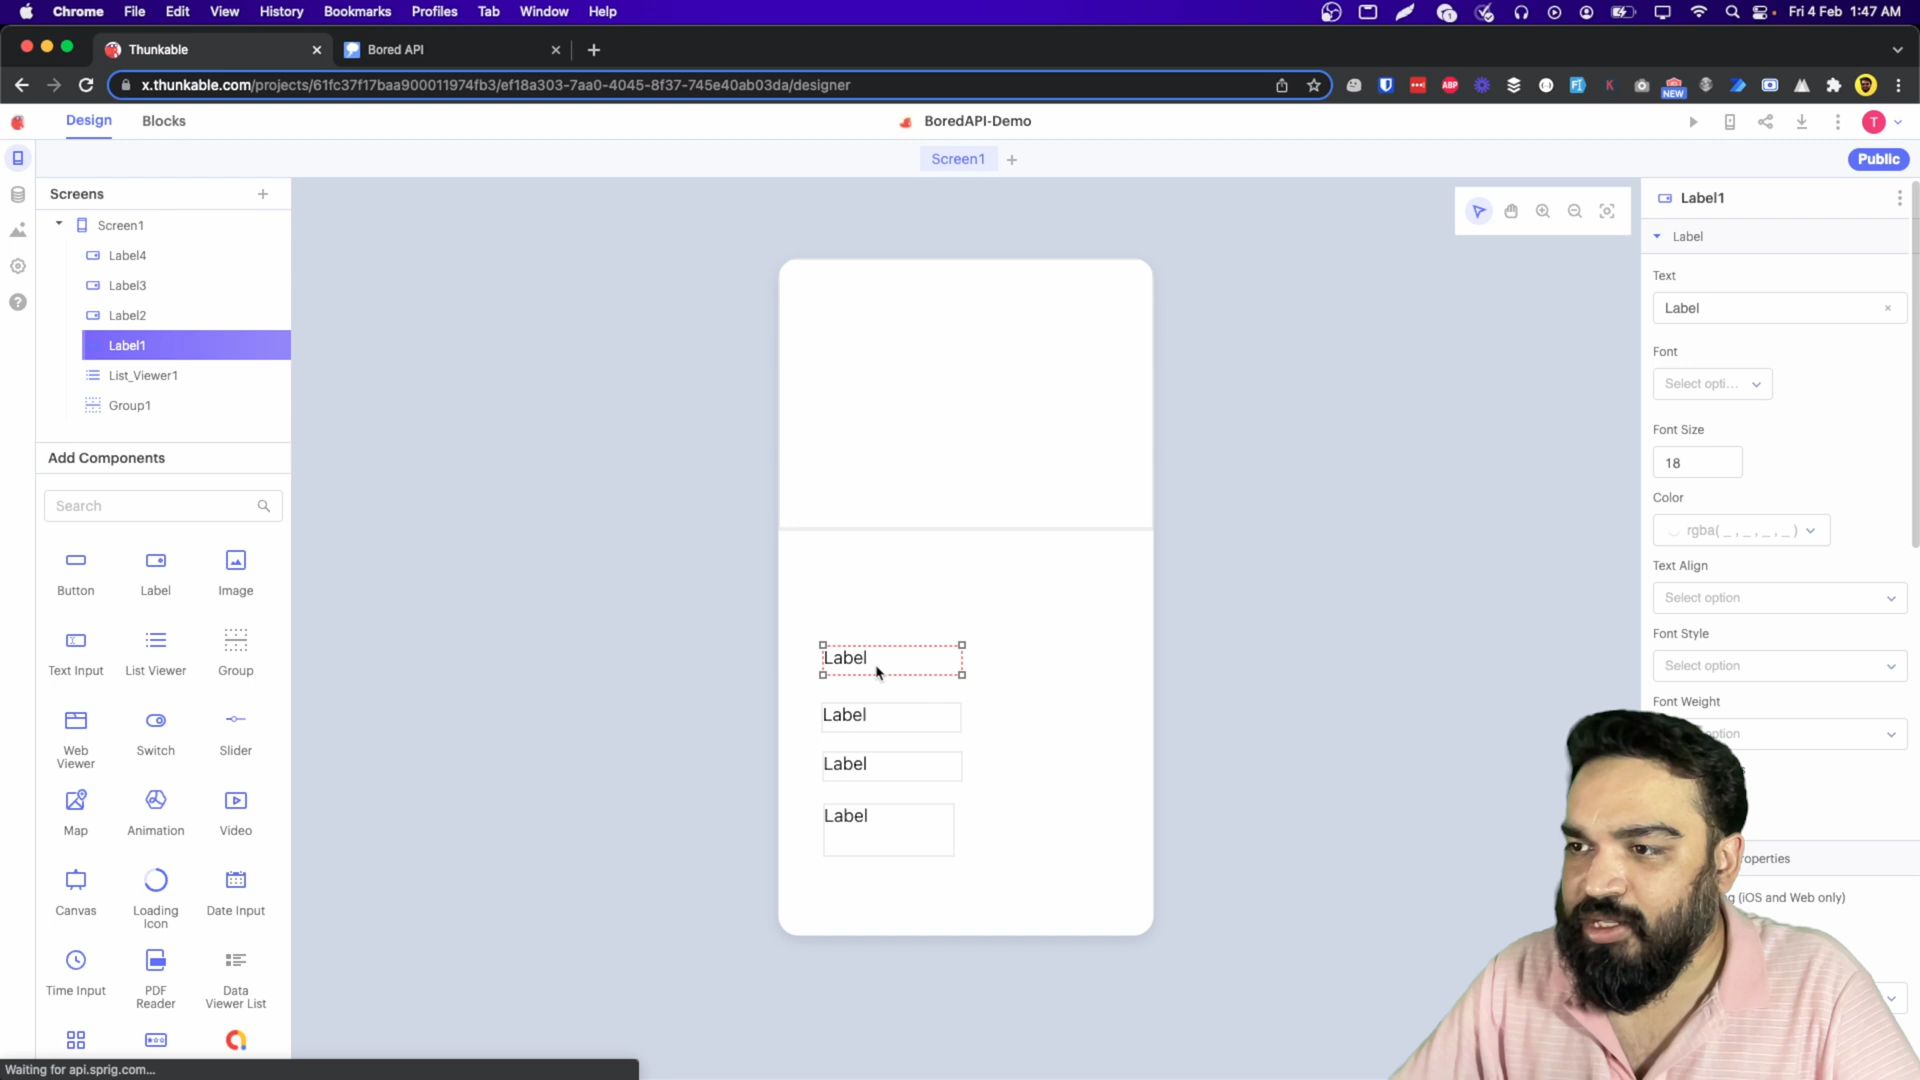 Chrome File Edit View History Bookmarks Profiles Tab Window Help
Fri 4 Feb 1:47 AM
Thunkable
Bored API
x.thunkable.com/projects/61fc37f17baa900011974fb3/ef18a303-7aa0-4045-8f37-745e40ab03da/designer
ABP
NEW
Design Blocks
BoredAPI-Demo
T
Screen1
Public
Screens
Screen1
Label4
Label3
Label2
Label1
List_Viewer1
Group1
Add Components
Search
Button Label Image
Text Input List Viewer Group
Web Viewer Switch Slider
Map Animation Video
Canvas Loading Icon Date Input
Time Input PDF Reader Data Viewer List
Label
Label
Label
Label
Label1
Label
Text
Label
Font
Select opti...
Font Size
18
Color
rgba( _ , _ , _ , _ )
Text Align
Select option
Font Style
Select option
Font Weight
option
roperties
(iOS and Web only)
Waiting for api.sprig.com...